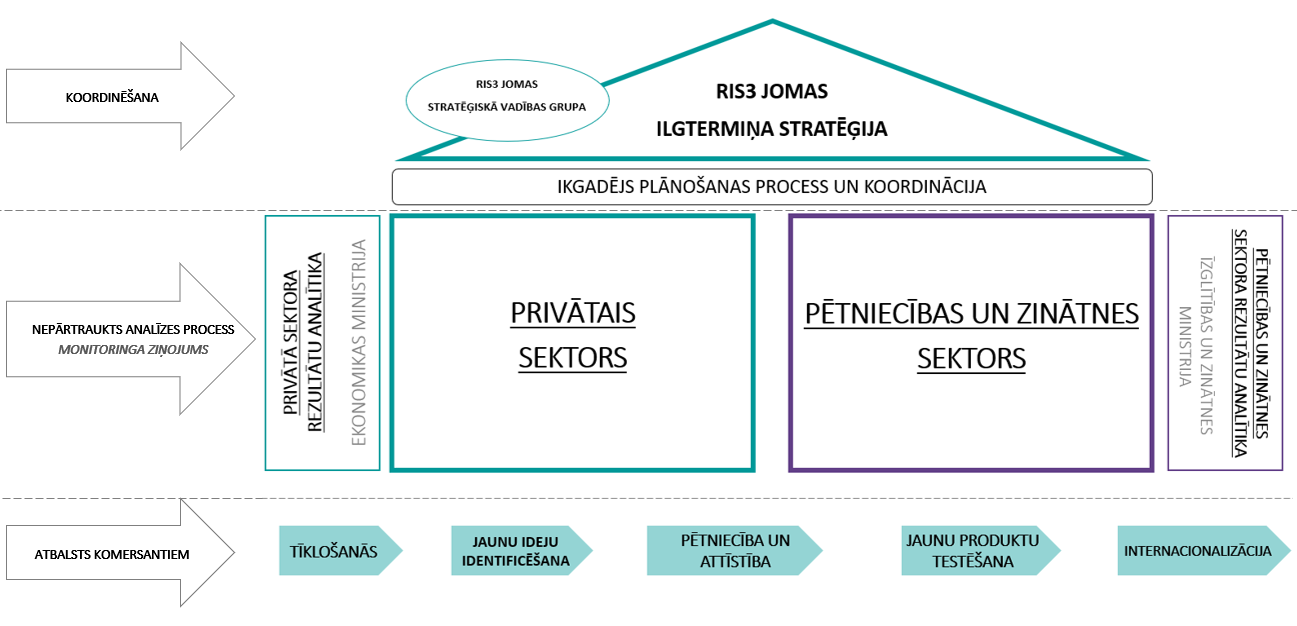 KOORDINĒŠANA
RIS3 JOMAS
STRATĒĢISKĀ VADĪBAS GRUPA
RIS3 JOMAS
ILGTERMIŅA STRATĒĢIJA
IKGADĒJS PLĀNOŠANAS PROCESS UN KOORDINĀCIJA
NEPĀRTRAUKTS ANALĪZES PROCESS
MONITORINGA ZIŅOJUMS
PRIVĀTĀ SEKTORA
REZULTĀTU ANALĪTIKA
EKONOMIKAS MINISTRIJA
PRIVĀTAIS
SEKTORS
PĒTNIECĪBAS UN ZINĀTNES
SEKTORS
PĒTNIECĪBAS UN ZINĀTNES
SEKTORA REZULTĀTU ANALĪTIKA
IZGLĪTĪBAS UN ZINĀTNES
MINISTRIJA
ATBALSTS KOMERSANTIEM
TĪKLOŠANĀS
JAUNU IDEJU
IDENTIFICĒŠANA
PĒTNIECĪBA UN
ATTĪSTĪBA
JAUNU PRODUKTU
TESTĒŠANA
INTERNACIONALIZĀCIJA